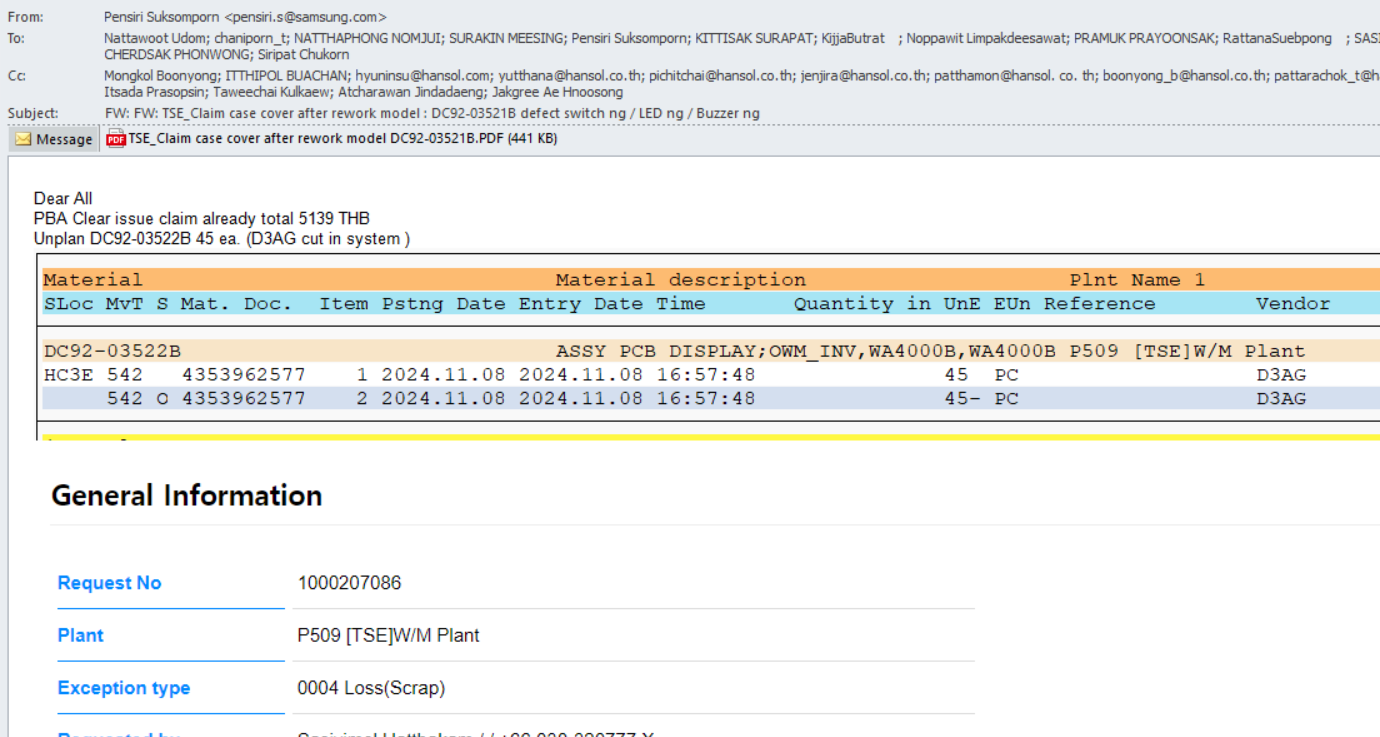 From: Pensiri Suksomporn <pensiri.s@samsung.com>
To: Nattawoot Udom; chaniporn_t; NATTHAPHONG NOMJUI; SURAKIN MEESING; Pensiri Suksomporn; KITTISAK SURAPAT; KijjaButrat ; Noppawit Limpakdeesawat; PRAMUK PRAYOONSAK; RattanaSuebpong ; SASI
CHERDSAK PHONWONG; Siripat Chukorn
Cc: Mongkol Boonyong; ITTHIPOL BUACHAN; hyuninsu@hansol.com; yutthana@hansol.co.th; pichitchai@hansol.co.th; jenjira@hansol.co.th; patthamon@hansol. co. th; boonyong_b@hansol.co.th; pattarachok_t@h
Itsada Prasopsin; Taweechai Kulkaew; Atcharawan Jindadaeng; Jakgree Ae Hnoosong
Subject: FW: FW: TSE_Claim case cover after rework model : DC92-03521B defect switch ng / LED ng / Buzzer ng
Message PDF TSE_Claim case cover after rework model DC92-03521B.PDF (441 KB)
Dear All
PBA Clear issue claim already total 5139 THB
Unplan DC92-03522B 45 ea. (D3AG cut in system )
Material Material description Plnt Name 1
SLoc MvT S Mat. Doc. Item Pstng Date Entry Date Time Quantity in UnE EUn Reference Vendor
DC92-03522B ASSY PCB DISPLAY;OWM_INV,WA4000B,WA4000B P509 [TSE]W/M Plant
HC3E 542 4353962577 1 2024.11.08 2024.11.08 16:57:48 45 PC D3AG
542 O 4353962577 2 2024.11.08 2024.11.08 16:57:48 45- PC D3AG
General Information
Request No 1000207086
Plant P509 [TSE]W/M Plant
Exception type 0004 Loss(Scrap)